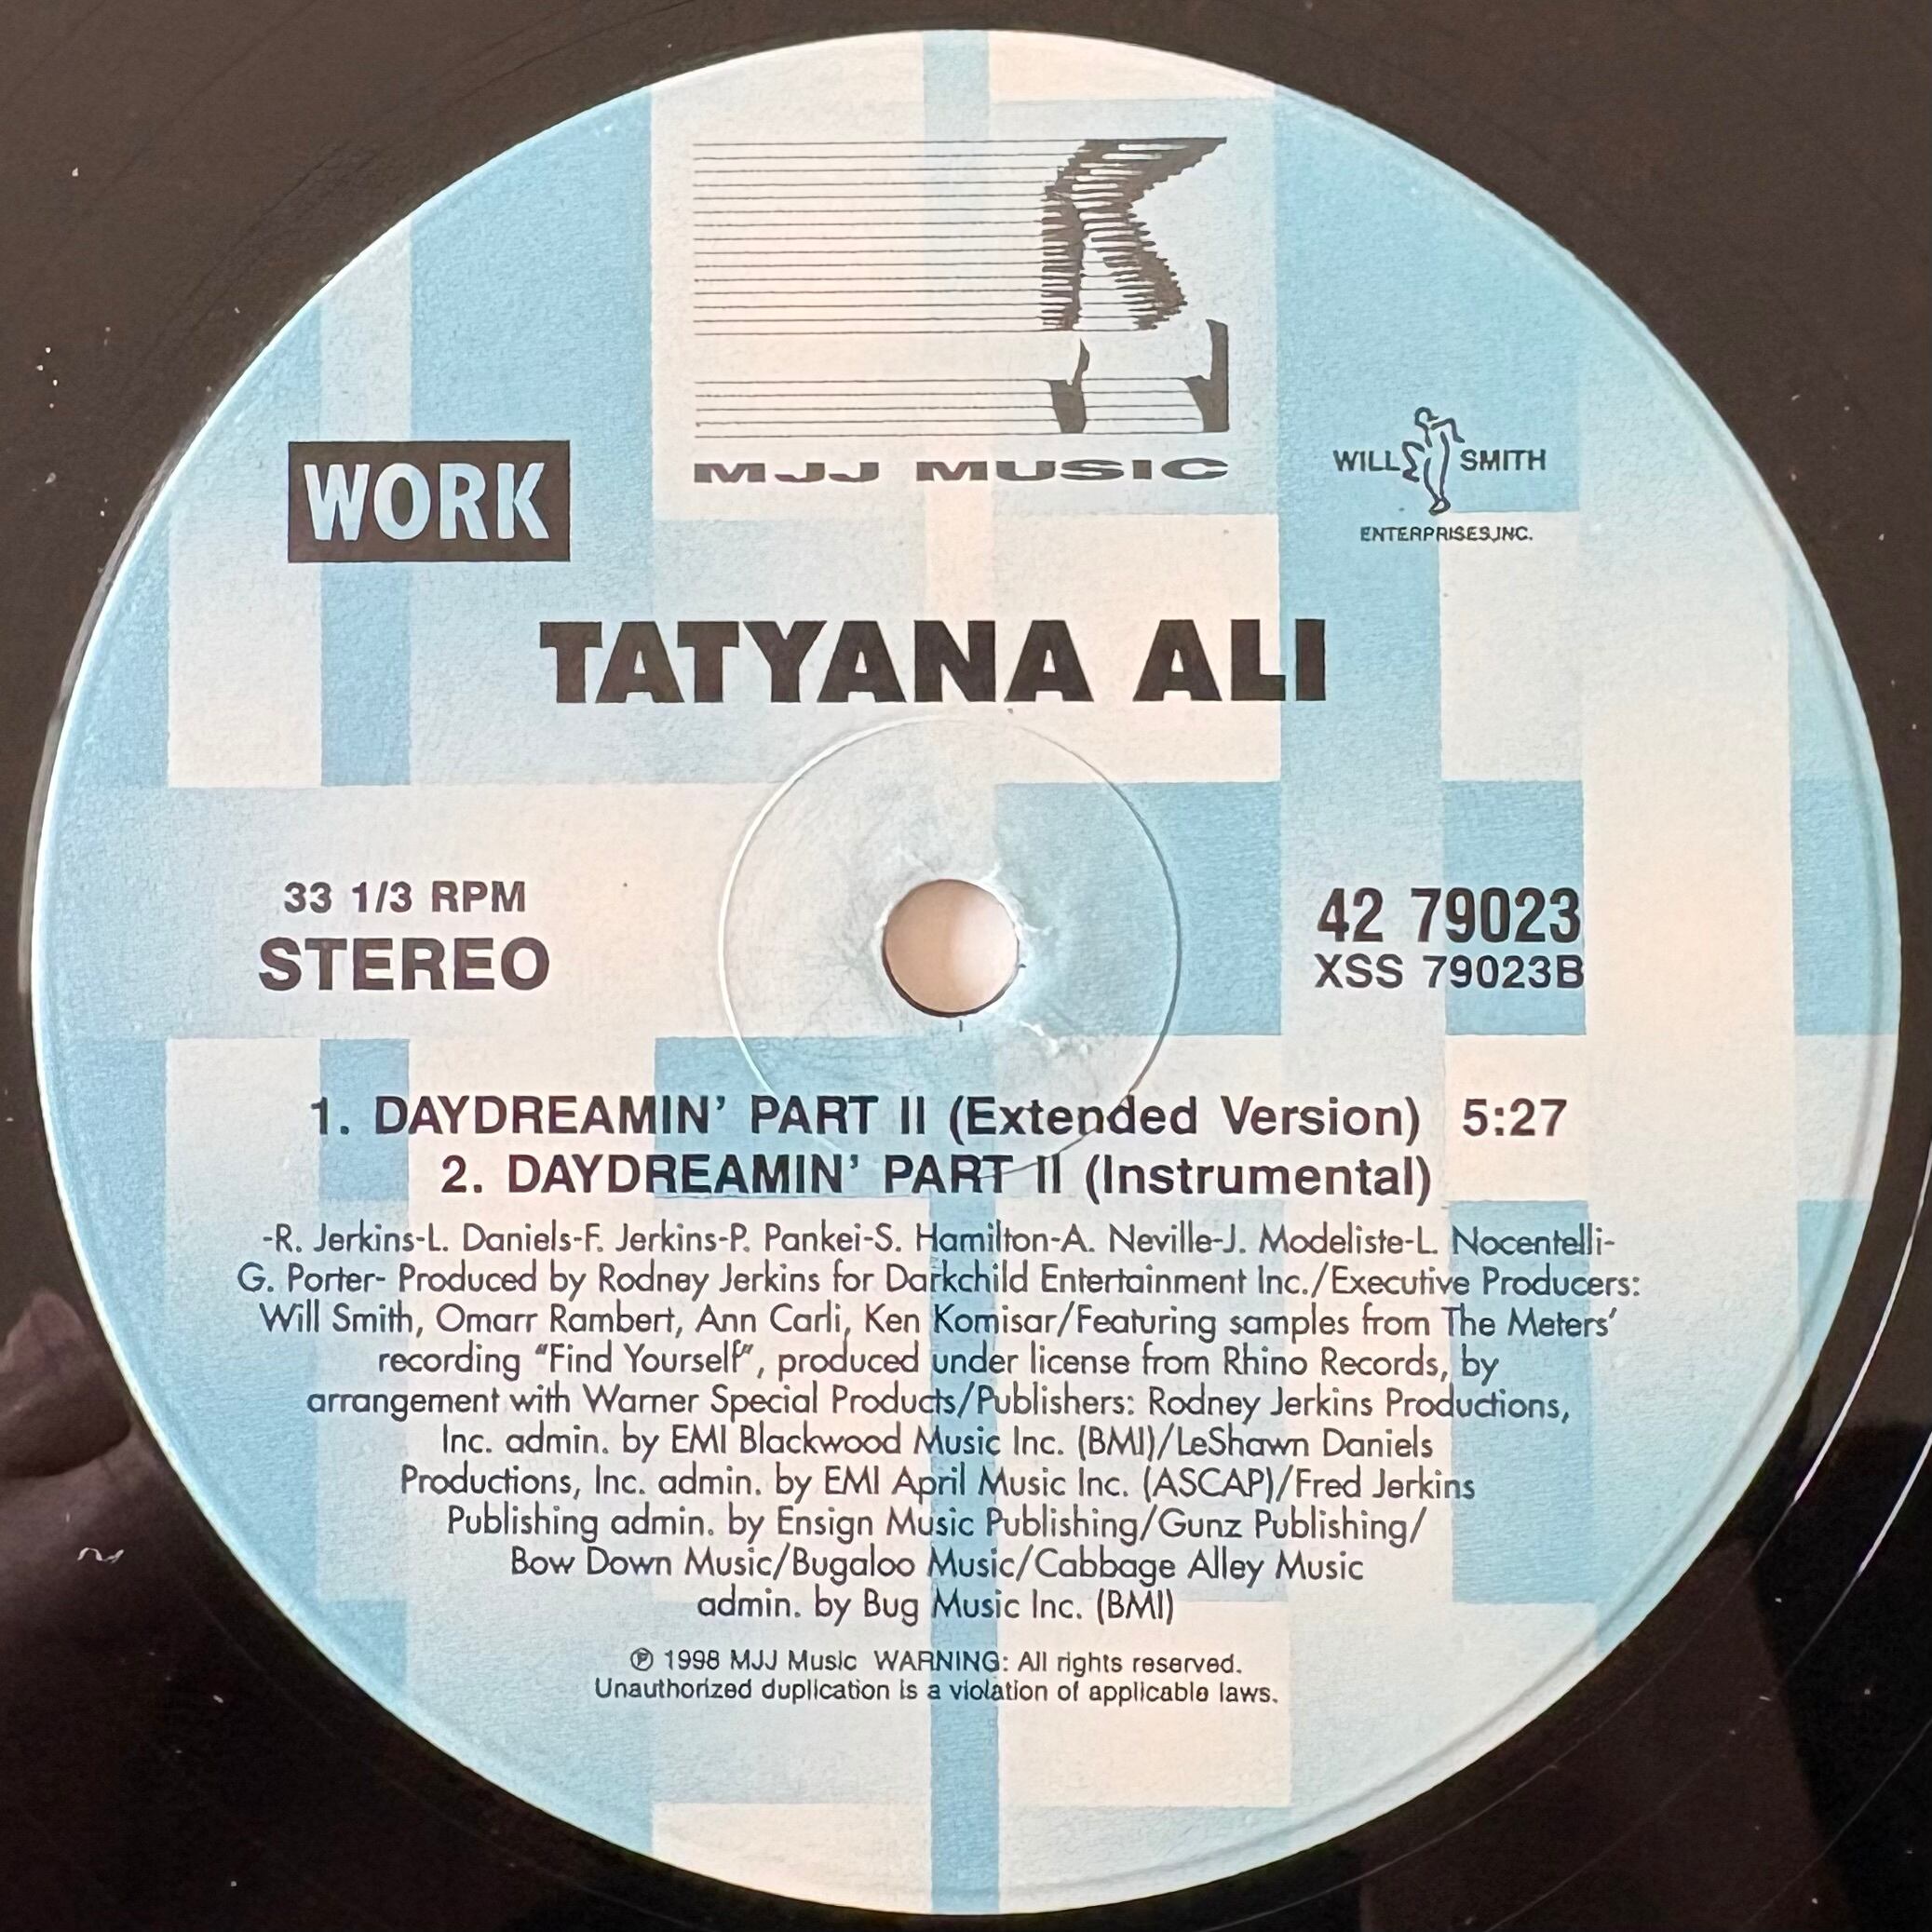 MJJ MUSIC
WORK
WILL SMITH
ENTERPRISES,INC.
TATYANA ALI
33 1/3 RPM
STEREO
42 79023
XSS 79023B
1. DAYDREAMIN' PART II (Extended Version) 5:27
2. DAYDREAMIN' PART II (Instrumental)
-R. Jerkins-L. Daniels-F. Jerkins-P. Pankei-S. Hamilton-A. Neville-J. Modeliste-L. Nocentelli-
G. Porter- Produced by Rodney Jerkins for Darkchild Entertainment Inc./Executive Producers:
Will Smith, Omarr Rambert, Ann Carli, Ken Komisar/Featuring samples from The Meters'
recording "Find Yourself", produced under license from Rhino Records, by
arrangement with Warner Special Products/Publishers: Rodney Jerkins Productions,
Inc. admin. by EMI Blackwood Music Inc. (BMI)/LeShawn Daniels
Productions, Inc. admin. by EMI April Music Inc. (ASCAP)/Fred Jerkins
Publishing admin. by Ensign Music Publishing/Gunz Publishing/
Bow Down Music/Bugaloo Music/Cabbage Alley Music
admin. by Bug Music Inc. (BMI)
℗ 1998 MJJ Music WARNING: All rights reserved.
Unauthorized duplication is a violation of applicable laws.